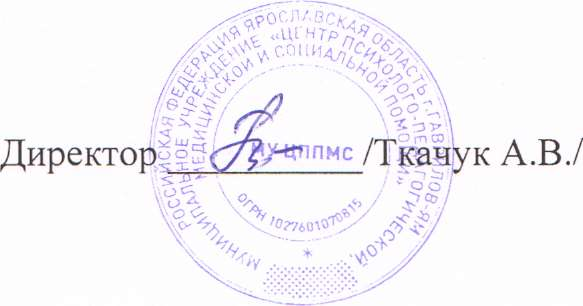 Директор /Ткачук А.В./
РОССИЙСКАЯ ФЕДЕРАЦИЯ ЯРОСЛАВСКАЯ ОБЛАСТЬ г.ГАВРИЛОВ-ЯМ
МУНИЦИПАЛЬНОЕ УЧРЕЖДЕНИЕ «ЦЕНТР ПСИХОЛОГО-ПЕДАГОГИЧЕСКОЙ,
МЕДИЦИНСКОЙ И СОЦИАЛЬНОЙ ПОМОЩИ»
МУ ЦППМС
ОГРН 1027601070815